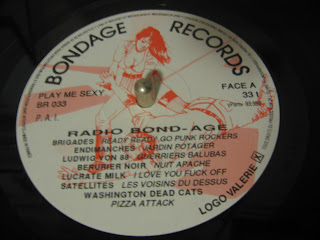 BONDAGE RECORDS
PLAY ME SEXY
BR 033
P.A.I.
FACE A
33 t
RADIO BOND-AGE
BRIGADES READY READY GO PUNK ROCKERS
ENDIMANCHES JARDIN POTAGER
LUDWIG VON 88 GUERRIERS BALUBAS
BERURIER NOIR NUIT APACHE
LUCRATE MILK I LOVE YOU FUCK OFF
SATELLITES LES VOISINS DU DESSUS
WASHINGTON DEAD CATS
PIZZA ATTACK
LOGO VALERIE X